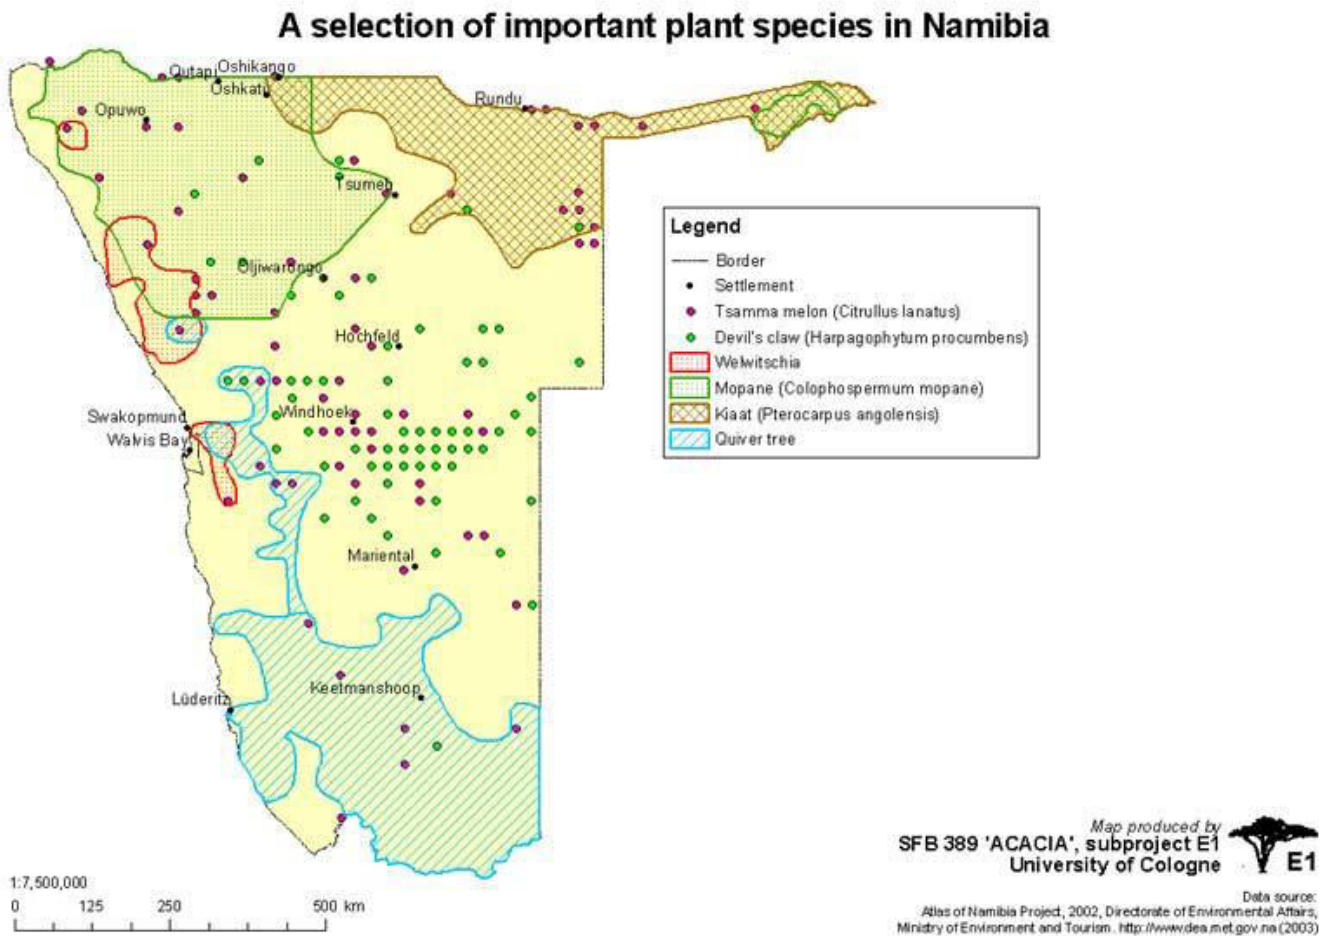 A selection of important plant species in Namibia
Qutapi
Oshikango
Oshkati
Opuwo
Rundu
Tsumeb
Oljiwarongo
Hochfeld
Windhoek
Swakopmund
Walvis Bay
Mariental
Keetmanshoop
Lüderitz
Legend
Border
Settlement
Tsamma melon (Citrullus lanatus)
Devil's claw (Harpagophytum procumbens)
Welwitschia
Mopane (Colophospermum mopane)
Kiaat (Pterocarpus angolensis)
Quiver tree
Map produced by
SFB 389 'ACACIA', subproject E1
University of Cologne
E1
1:7,500,000
0 125 250 500 km
Data source:
Atlas of Namibia Project, 2002, Directorate of Environmental Affairs,
Ministry of Environment and Tourism. http://www.dea.met.gov.na (2003)